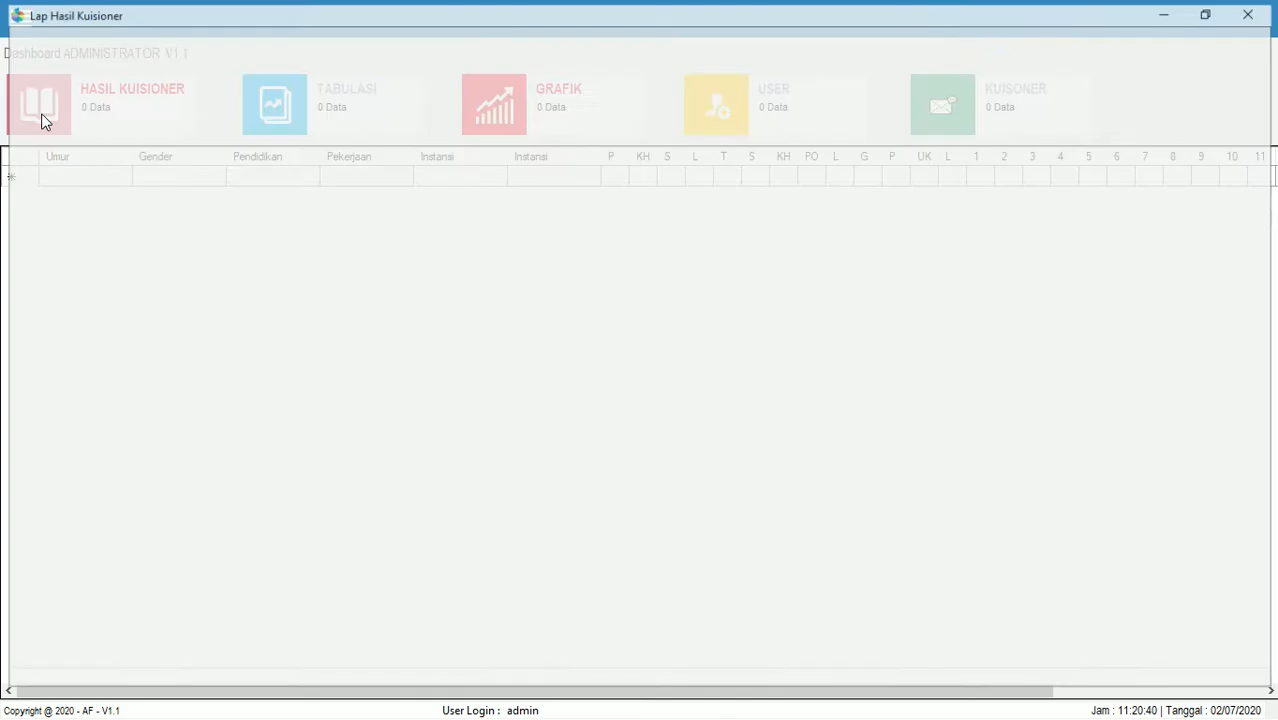 Lap Hasil Kuisioner
Dashboard ADMINISTRATOR V1.1
HASIL KUISIONER
0 Data
TABULASI
0 Data
GRAFIK
0 Data
USER
0 Data
KUISONER
0 Data
Umur Gender Pendidikan Pekerjaan Instansi Instansi P KH S L T S KH PO L G P UK L 1 2 3 4 5 6 7 8 9 10 11
Copyright @ 2020 - AF - V1.1 User Login : admin Jam : 11:20:40 | Tanggal : 02/07/2020